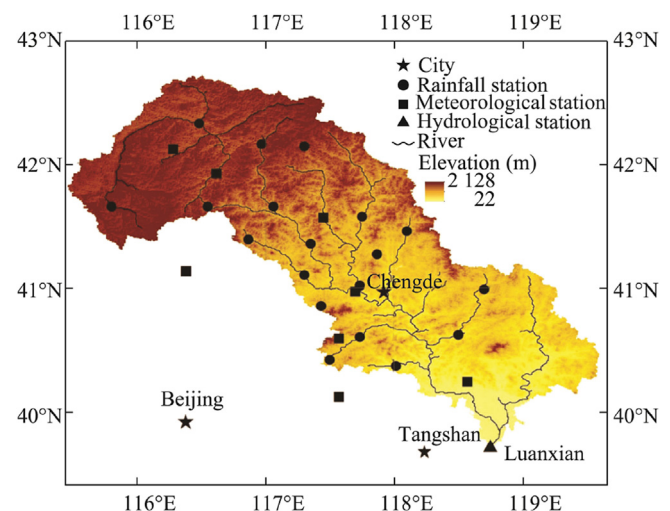 116°E 117°E 118°E 119°E
43°N 43°N
City
Rainfall station
Meteorological station
Hydrological station
River
42°N 42°N
Elevation (m)
2 128
22
Chengde
41°N 41°N
Beijing
40°N 40°N
Tangshan
Luanxian
116°E 117°E 118°E 119°E